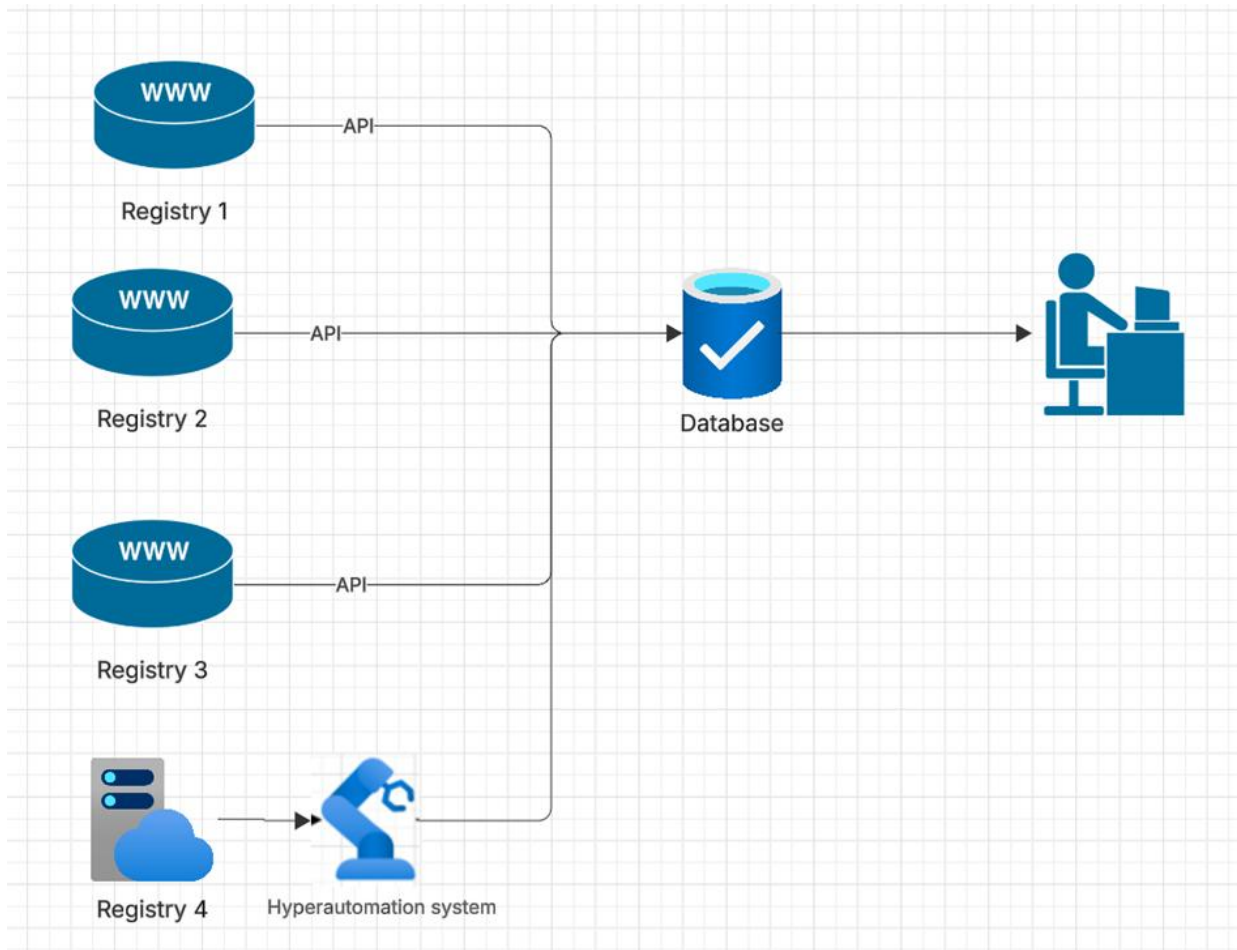 WWW
API
Registry 1
WWW
API
Registry 2
Database
WWW
API
Registry 3
Registry 4
Hyperautomation system